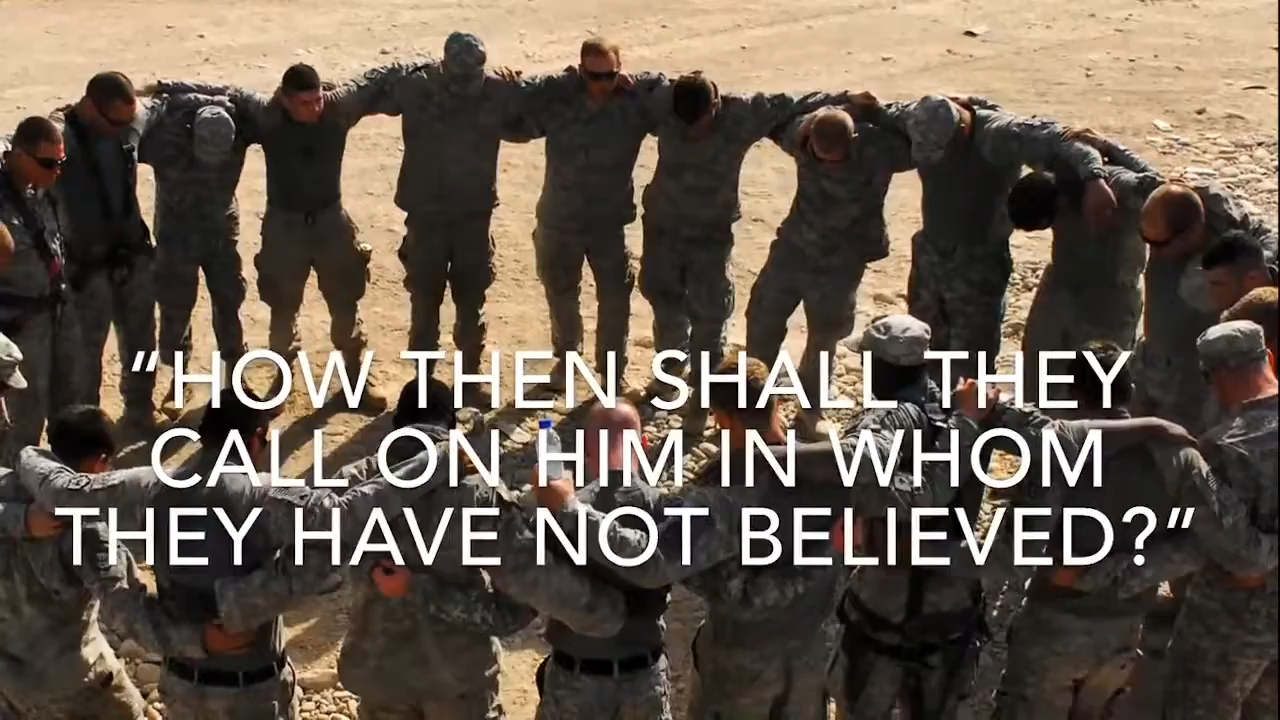 “HOW THEN SHALL THEY
CALL ON HIM IN WHOM
THEY HAVE NOT BELIEVED?”